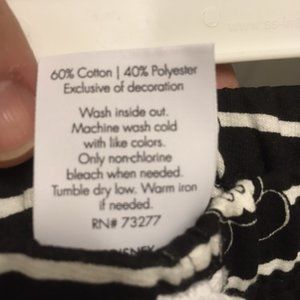 60% Cotton | 40% Polyester
Exclusive of decoration
Wash inside out.
Machine wash cold
with like colors.
Only non-chlorine
bleach when needed.
Tumble dry low. Warm iron
if needed.
RN# 73277
DISNEY